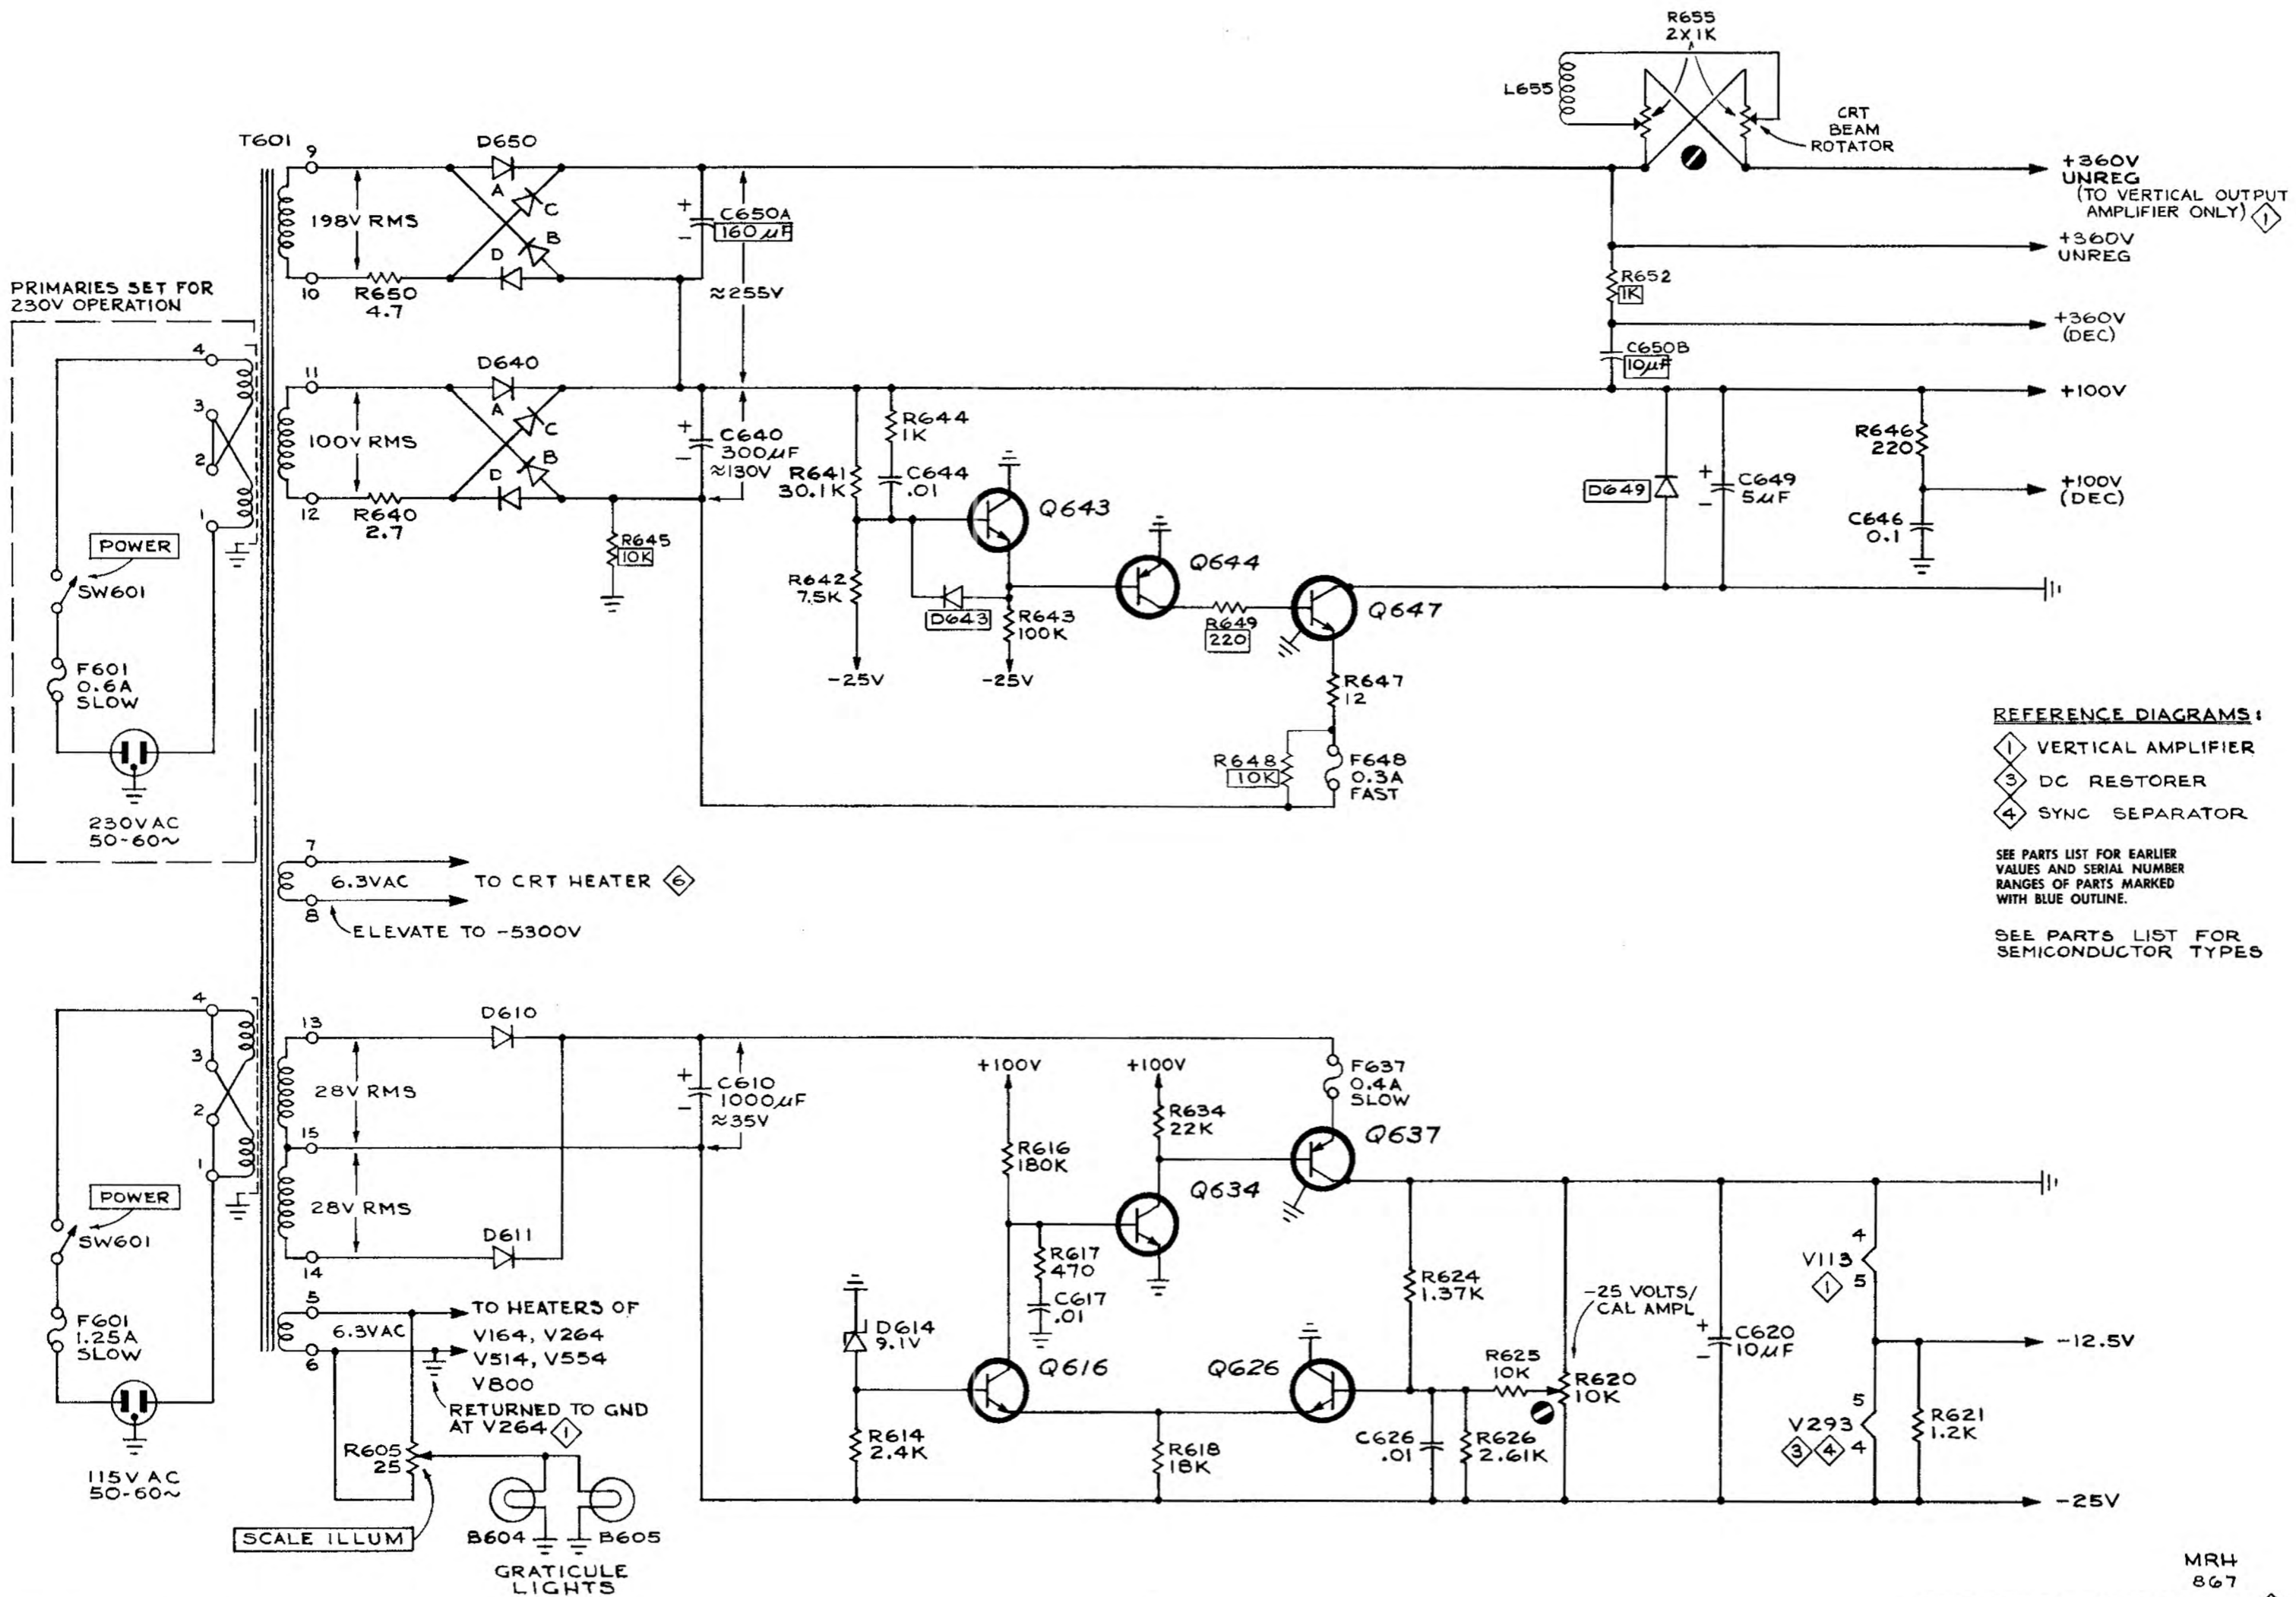 R655
2X1K
L655
CRT
BEAM
ROTATOR
+360V
UNREG
(TO VERTICAL OUTPUT
AMPLIFIER ONLY) 1
+360V
UNREG
R652
1K
+360V
(DEC)
C650B
10µF
+100V
T601
9
D650
A
C
B
D
198V RMS
10
R650
4.7
C650A
160µF
+
−
≈255V
PRIMARIES SET FOR
230V OPERATION
4
3
2
1
POWER
SW601
F601
0.6A
SLOW
230VAC
50-60~
11
D640
A
C
B
D
100V RMS
12
R640
2.7
R645
10K
C640
300µF
≈130V
+
−
R641
30.1K
R644
1K
C644
.01
Q643
R642
7.5K
D643
R643
100K
-25V
-25V
Q644
R649
220
Q647
R647
12
R648
10K
F648
0.3A
FAST
D649
+
−
C649
5µF
R646
220
+100V
(DEC)
C646
0.1
REFERENCE DIAGRAMS:
1 VERTICAL AMPLIFIER
3 DC RESTORER
4 SYNC SEPARATOR
SEE PARTS LIST FOR EARLIER
VALUES AND SERIAL NUMBER
RANGES OF PARTS MARKED
WITH BLUE OUTLINE.
SEE PARTS LIST FOR
SEMICONDUCTOR TYPES
7
6.3VAC
8
TO CRT HEATER 6
ELEVATE TO -5300V
4
3
2
1
POWER
SW601
F601
1.25A
SLOW
115VAC
50-60~
13
D610
28V RMS
15
28V RMS
14
D611
+
−
C610
1000µF
≈35V
5
6.3VAC
6
TO HEATERS OF
V164, V264
V514, V554
V800
RETURNED TO GND
AT V264 1
R605
25
SCALE ILLUM
B604
B605
GRATICULE
LIGHTS
D614
9.1V
R614
2.4K
+100V
R616
180K
R617
470
C617
.01
Q616
+100V
R634
22K
Q634
F637
0.4A
SLOW
Q637
Q626
R618
18K
R624
1.37K
R625
10K
C626
.01
R626
2.61K
-25 VOLTS/
CAL AMPL
R620
10K
+
−
C620
10µF
4
V113
1
5
-12.5V
5
V293
3 4
4
R621
1.2K
-25V
MRH
867